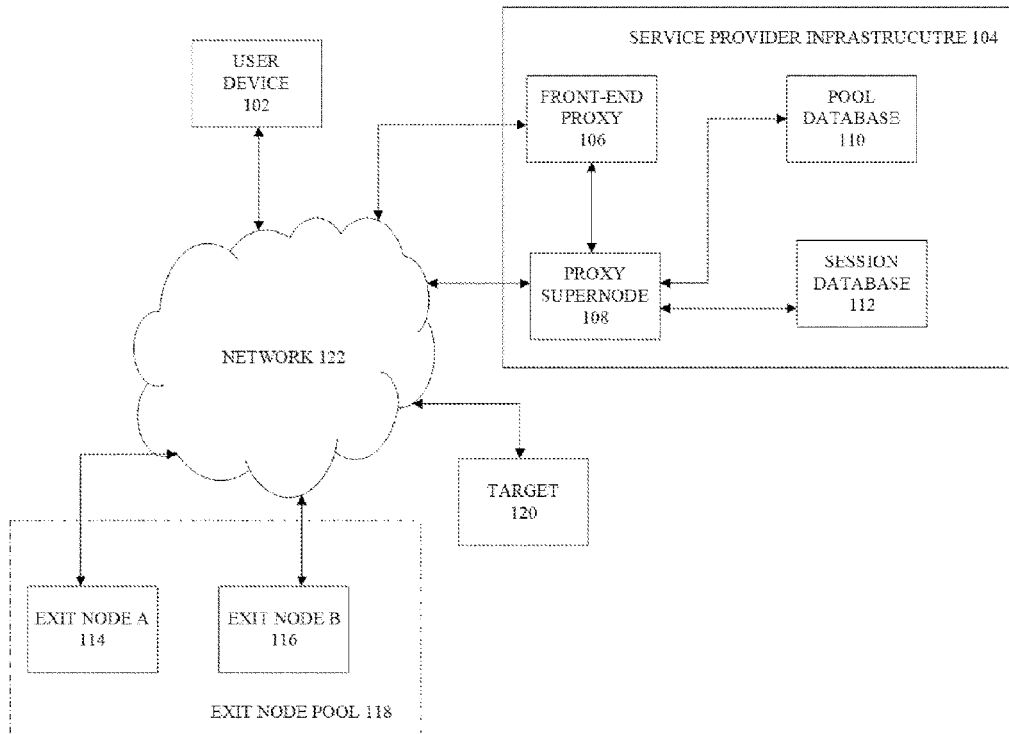 SERVICE PROVIDER INFRASTRUCUTRE 104
USER
DEVICE
102
FRONT-END
PROXY
106
POOL
DATABASE
110
PROXY
SUPERNODE
108
SESSION
DATABASE
112
NETWORK 122
TARGET
120
EXIT NODE A
114
EXIT NODE B
116
EXIT NODE POOL 118